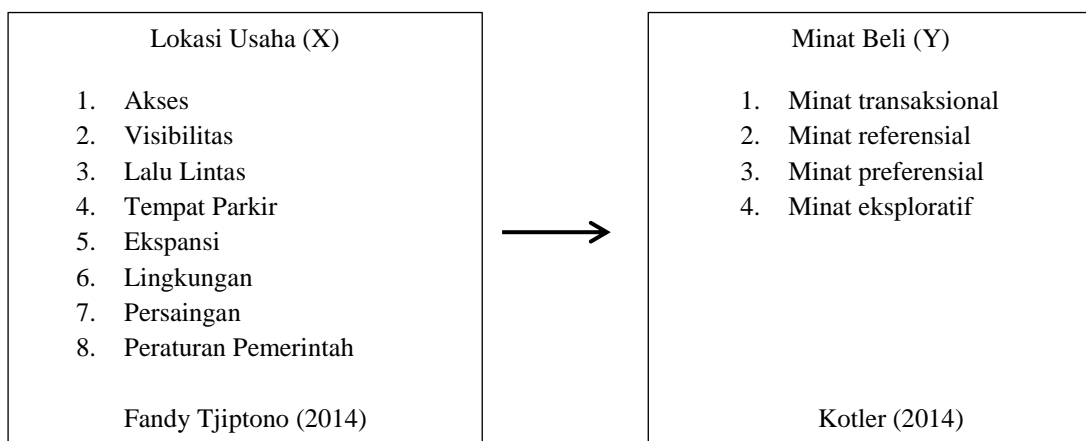 Lokasi Usaha (X)
1. Akses
2. Visibilitas
3. Lalu Lintas
4. Tempat Parkir
5. Ekspansi
6. Lingkungan
7. Persaingan
8. Peraturan Pemerintah
Fandy Tjiptono (2014)
Minat Beli (Y)
1. Minat transaksional
2. Minat referensial
3. Minat preferensial
4. Minat eksploratif
Kotler (2014)